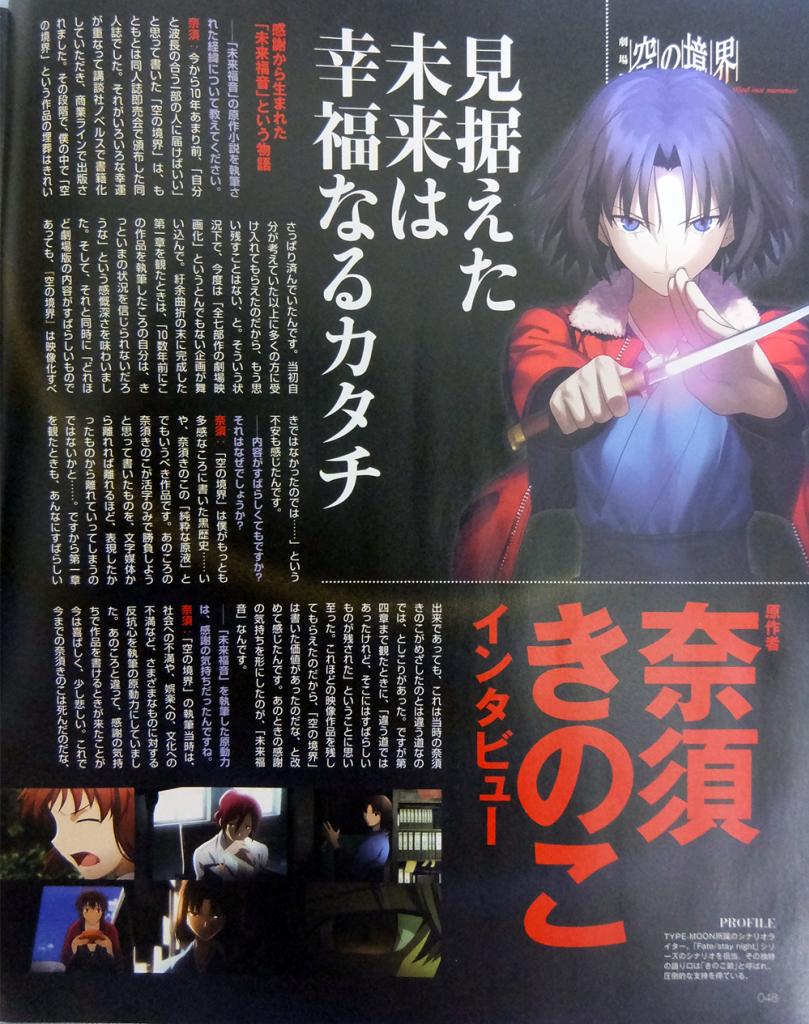 劇場
空の境界
見据えた
未来は
幸福なるカタチ
原作者
奈須
きのこ
インタビュー
感謝から生まれた
「未来福音」という物語
──「未来福音」の原作小説を執筆さ
れた経緯について教えてください。
奈須：今から10年あまり前、「自分
と波長の合う一部の人に届けばいい」
と思って書いた「空の境界」は、も
ともとは同人誌即売会で頒布した同
人誌でした。それがいろいろな幸運
が重なって講談社ノベルスで書籍化
していただき、商業ラインで出版さ
れました。その段階で、僕の中で「空
の境界」という作品の埋葬はきれい
さっぱり済んでいたんです。当初自
分が考えていた以上に多くの方に受
け入れてもらえたのだから、もう思
い残すことはない、と。そういう状
況下で、今度は「全七部作の劇場映
画化」というとんでもない企画が舞
い込んで。紆余曲折の末に完成した
第一章を観たときは、「10数年前にこ
の作品を執筆したころの自分は、き
っといまの状況を信じられないだろ
うな」という感慨深さを味わいまし
た。そして、それと同時に「どれほ
ど劇場版の内容がすばらしいもので
あっても、「空の境界」は映像化すべ
きではなかったのでは……」という
不安も感じたんです。
──内容がすばらしくてもですか？
それはなぜでしょうか？
奈須：「空の境界」は僕がもっとも
多感なころに書いた黒歴史……い
や、奈須きのこの「純粋な原液」と
でもいうべき作品です。あのころの
奈須きのこが活字のみで勝負しよう
と思って書いたものを、文字媒体か
ら離れれば離れるほど、表現したか
ったものから離れていってしまうの
ではないかと……。ですから第一章
を観たときも、あんなにすばらしい
出来であっても、これは当時の奈須
きのこがめざしたのとは違う道なの
では、としこりがあった。ですが第
四章まで観たときに、「違う道では
あったけれど、そこにはすばらしい
ものが残された」ということに思い
至った。これほどの映像作品を残し
てもらえたのだから、「空の境界」
は書いた価値があったのだな、と改
めて感じたんです。あのときの感謝
の気持ちを形にしたのが、「未来福
音」なんです。
──「未来福音」を執筆した原動力
は、感謝の気持ちだったんですね。
奈須：「空の境界」の執筆当時は、
社会への不満や、娯楽への、文化への
不満など、さまざまなものに対する
反抗心を執筆の原動力にしていまし
た。あのころと違って、感謝の気持
ちで作品を書けるときが来たことが
今は喜ばしく、少し悲しい。これで
今までの奈須きのこは死んだのだな、
PROFILE
TYPE-MOON所属のシナリオラ
イター。「Fate/stay night」シリ
ーズのシナリオを担当。その独特
の語り口は「きのこ節」と呼ばれ、
圧倒的な支持を得ている。
048